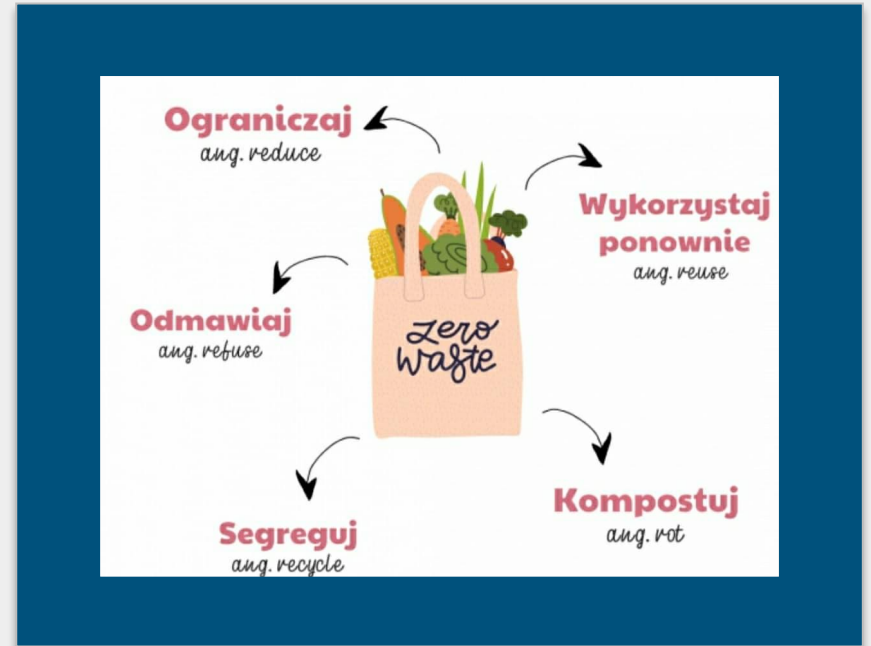 Ograniczaj
ang. reduce
Wykorzystaj
ponownie
ang. reuse
Odmawiaj
ang. refuse
zero
waste
Kompostuj
ang. rot
Segreguj
ang. recycle